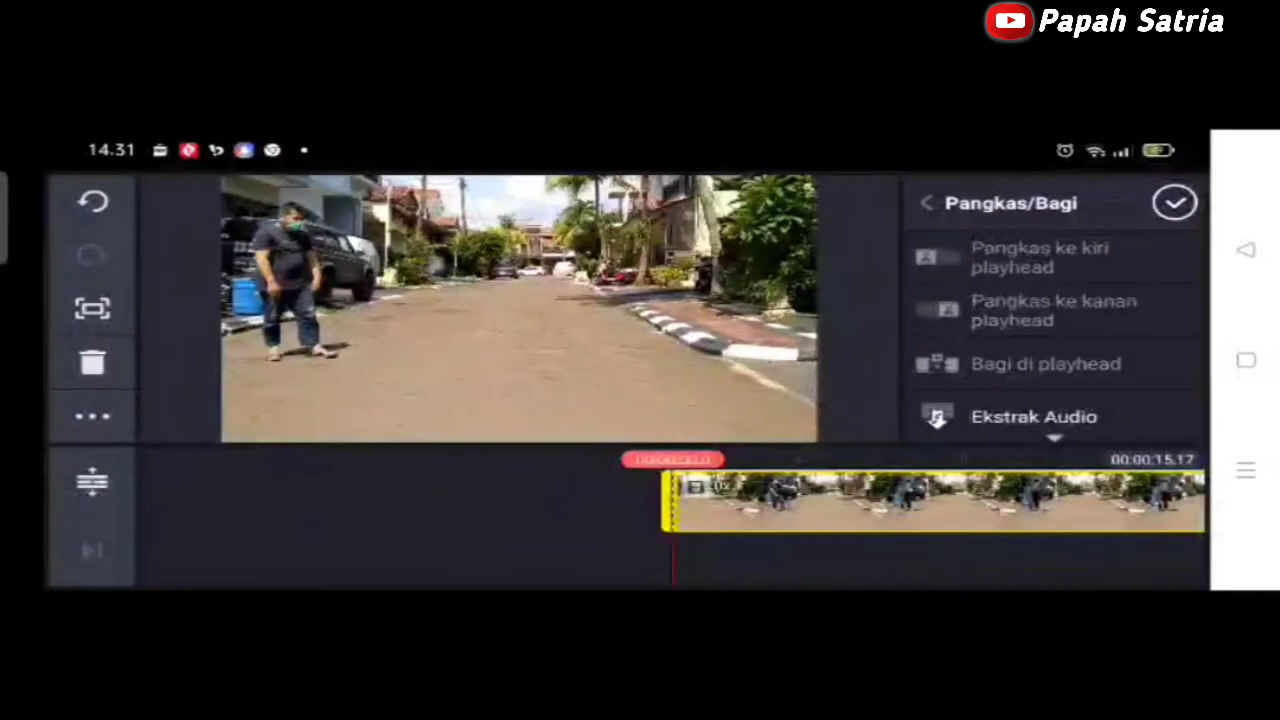 Papah Satria
14.31
Pangkas/Bagi
Pangkas ke kiri
playhead
Pangkas ke kanan
playhead
Bagi di playhead
Ekstrak Audio
00:00:15.17